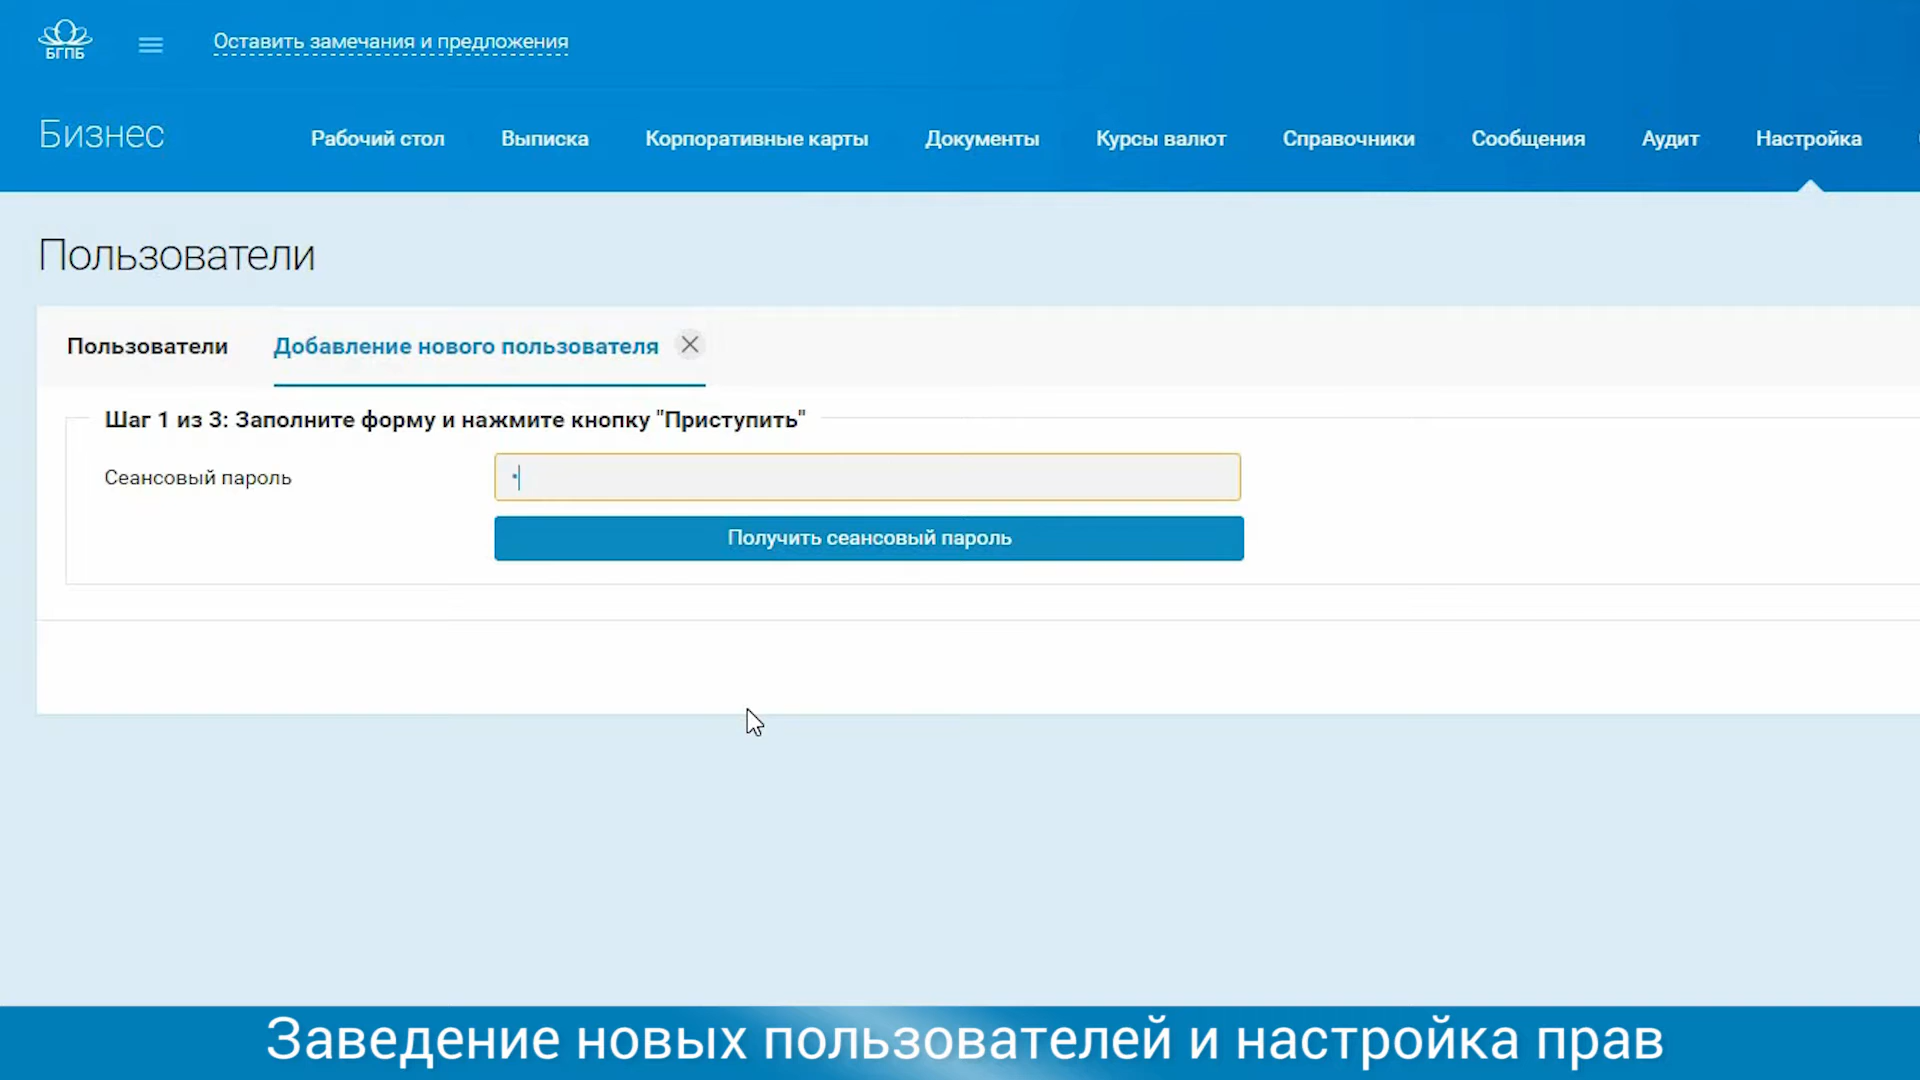 БГПБ
Оставить замечания и предложения
Бизнес
Рабочий стол Выписка Корпоративные карты Документы Курсы валют Справочники Сообщения Аудит Настройка
Пользователи
Пользователи Добавление нового пользователя
Шаг 1 из 3: Заполните форму и нажмите кнопку "Приступить"
Сеансовый пароль
Получить сеансовый пароль
Заведение новых пользователей и настройка прав